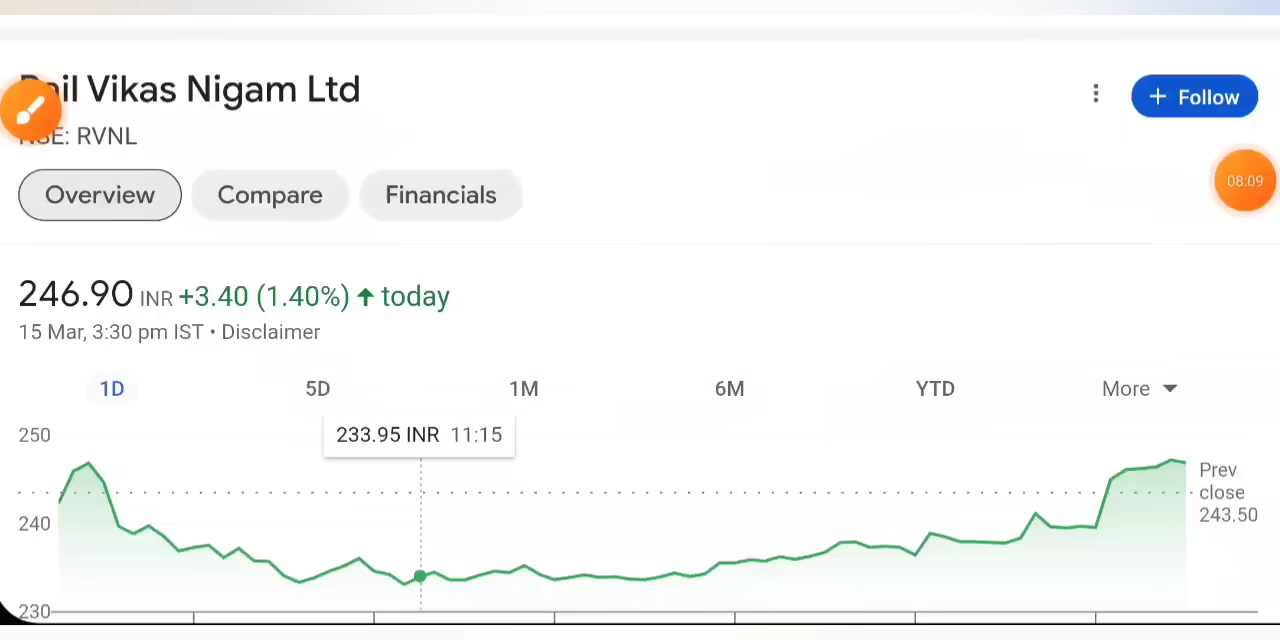 Rail Vikas Nigam Ltd
NSE: RVNL
+ Follow
08:09
Overview Compare Financials
246.90 INR +3.40 (1.40%) ↑ today
15 Mar, 3:30 pm IST • Disclaimer
1D 5D 1M 6M YTD More
233.95 INR 11:15
250
240
230
Prev
close
243.50